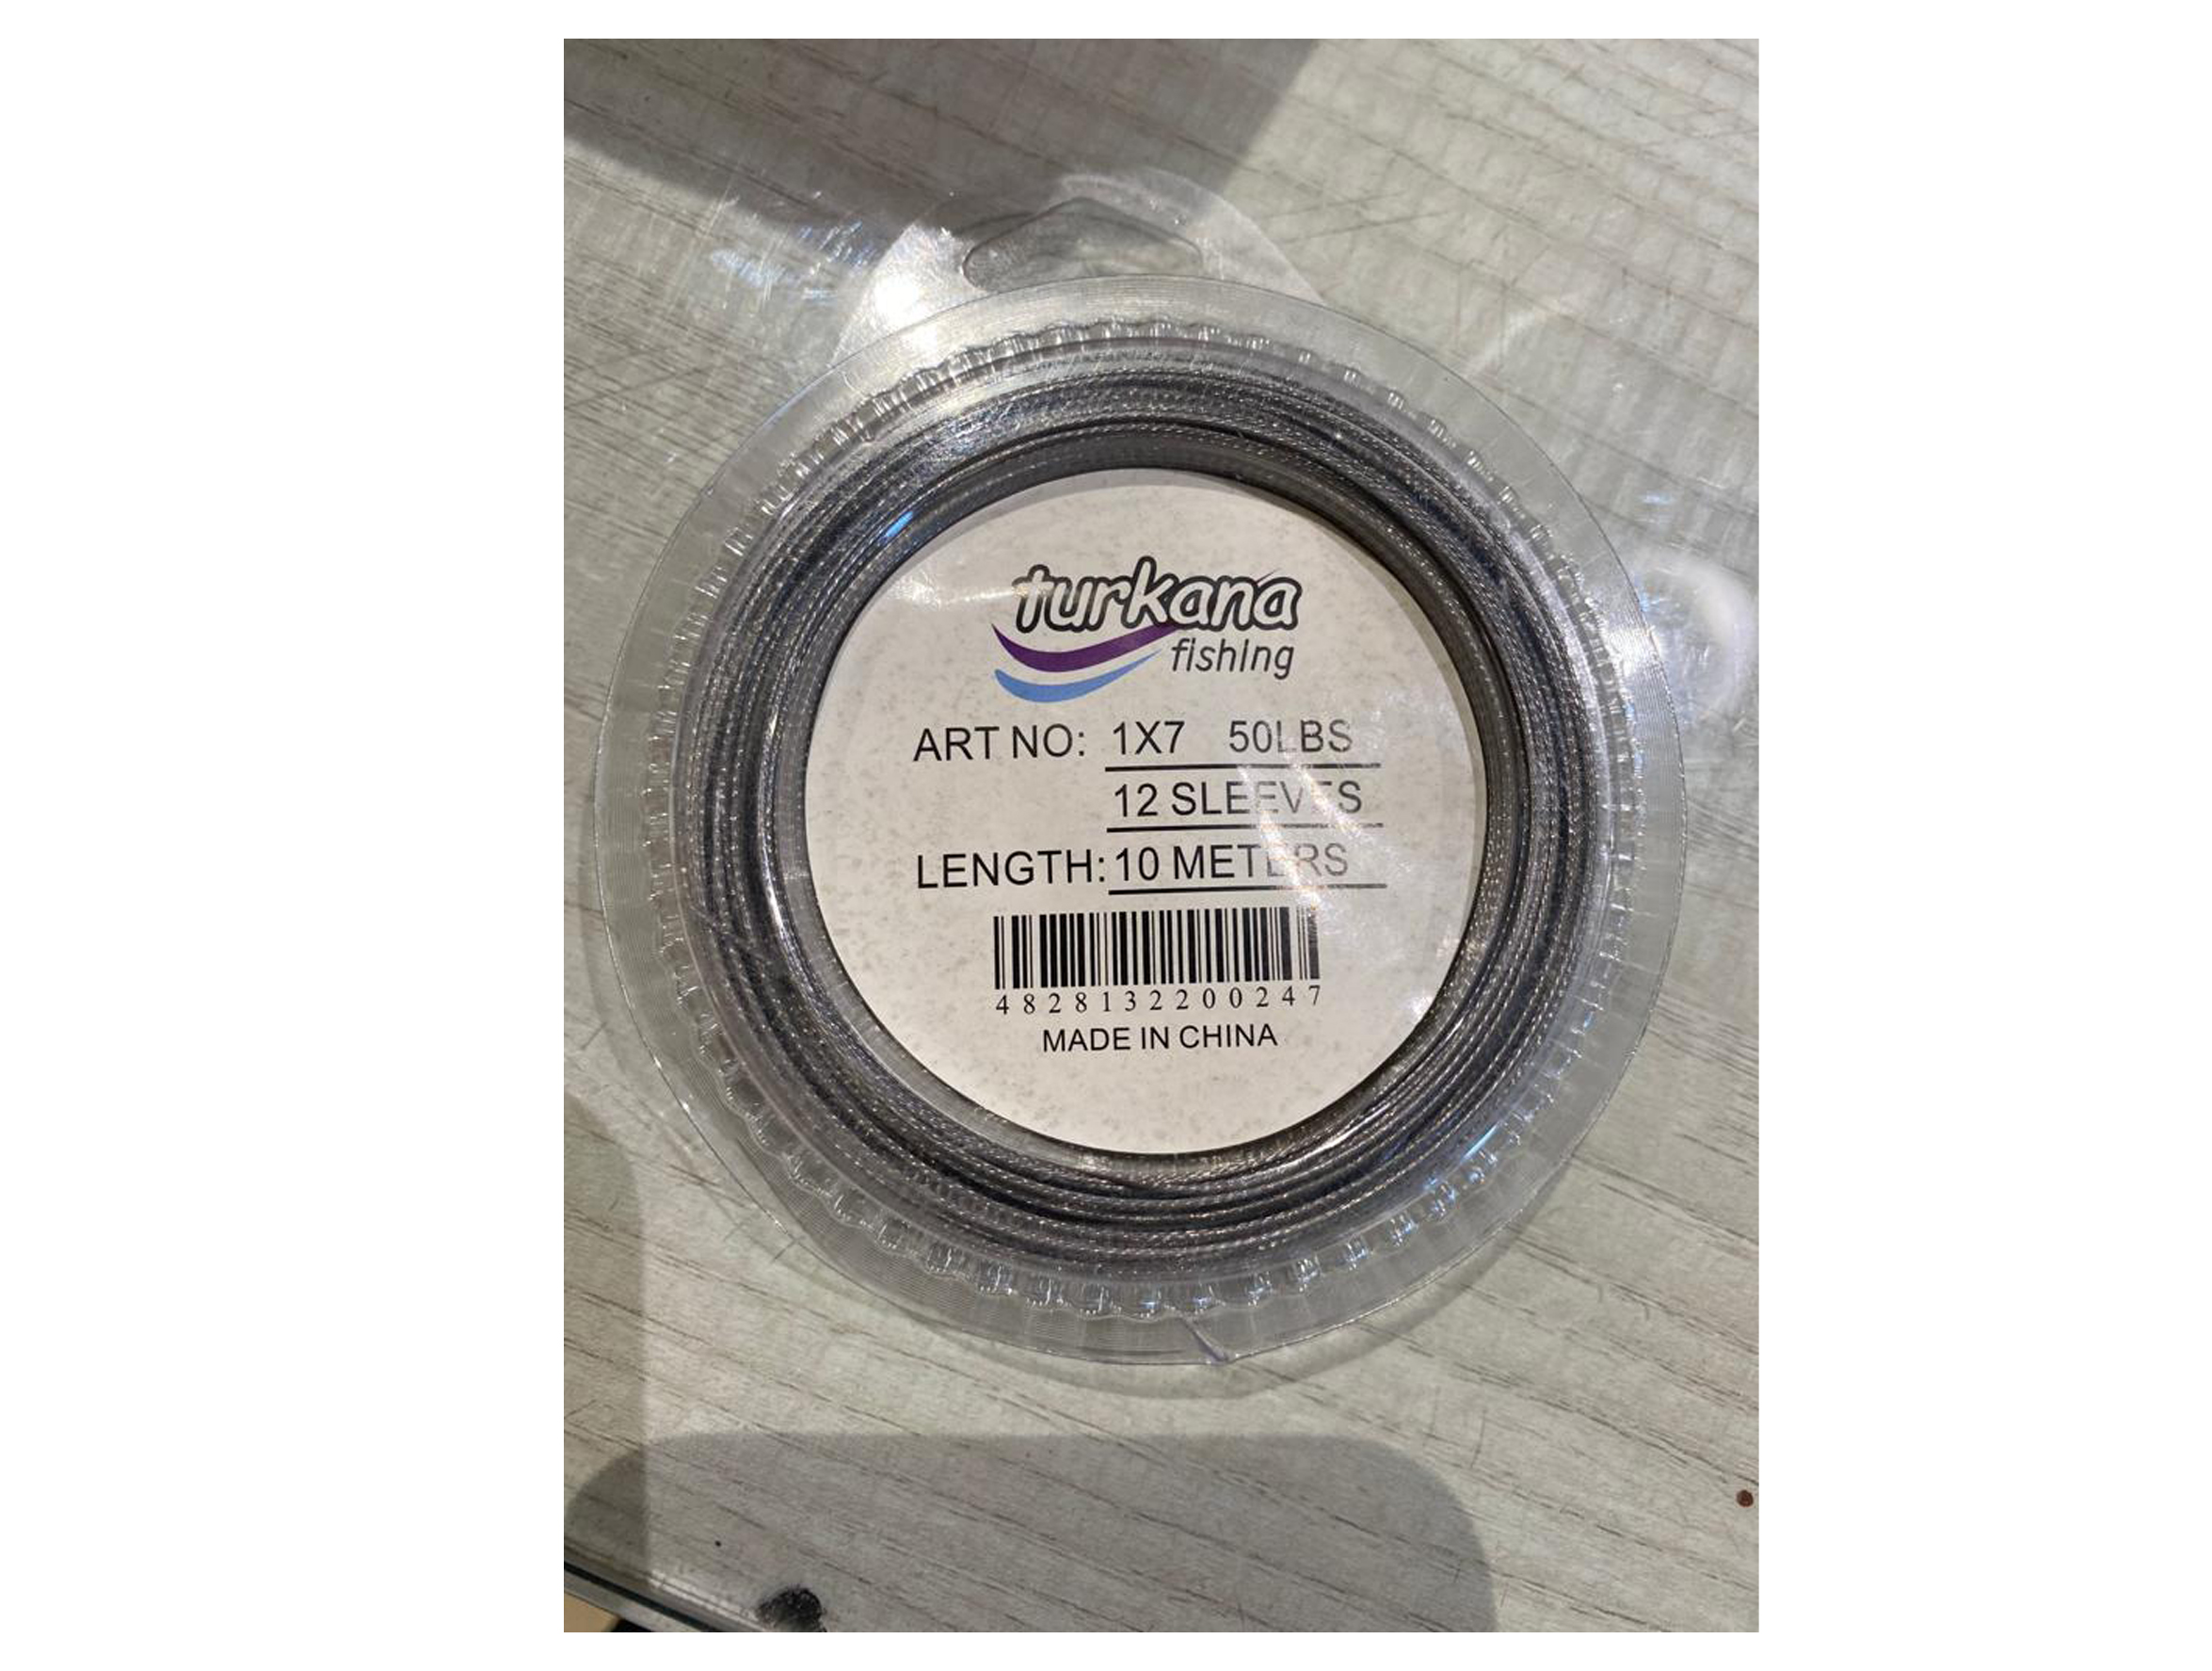 turkana
fishing
ART NO: 1X7 50LBS
12 SLEEVES
LENGTH: 10 METERS
4828132200247
MADE IN CHINA